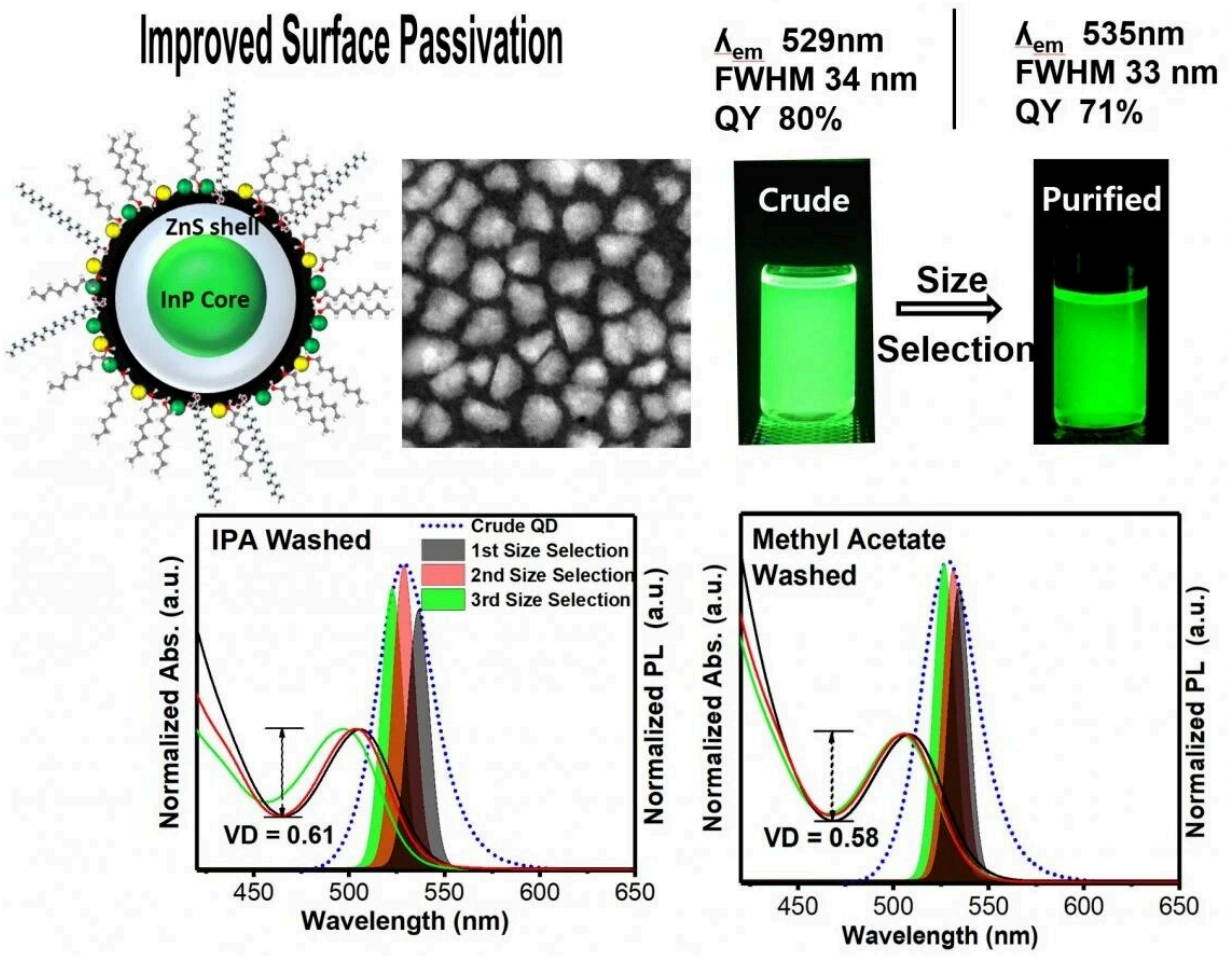 Improved Surface Passivation
λem 529nm
FWHM 34 nm
QY 80%
λem 535nm
FWHM 33 nm
QY 71%
ZnS shell
InP Core
Crude
Size
Selection
Purified
IPA Washed
Crude QD
1st Size Selection
2nd Size Selection
3rd Size Selection
Normalized Abs. (a.u.)
Normalized PL (a.u.)
VD = 0.61
450 500 550 600 650
Wavelength (nm)
Methyl Acetate
Washed
Normalized Abs. (a.u.)
Normalized PL (a.u.)
VD = 0.58
450 500 550 600 650
Wavelength (nm)